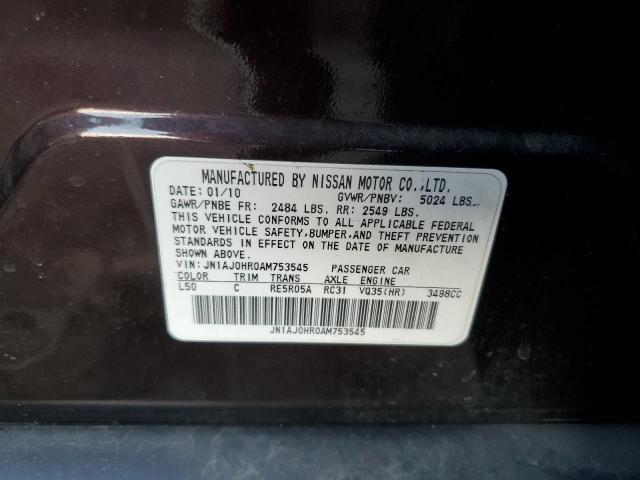 MANUFACTURED BY NISSAN MOTOR CO.,LTD.
DATE: 01/10 GVWR/PNBV: 5024 LBS.
GAWR/PNBE FR: 2484 LBS. RR: 2549 LBS.
THIS VEHICLE CONFORMS TO ALL APPLICABLE FEDERAL
MOTOR VEHICLE SAFETY, BUMPER, AND THEFT PREVENTION
STANDARDS IN EFFECT ON THE DATE OF MANUFACTURE
SHOWN ABOVE.
VIN: JN1AJ0HR0AM753545 PASSENGER CAR
COLOR TRIM TRANS AXLE ENGINE
L50 C RE5R05A RC31 VQ35(HR) 3498CC
JN1AJ0HR0AM753545